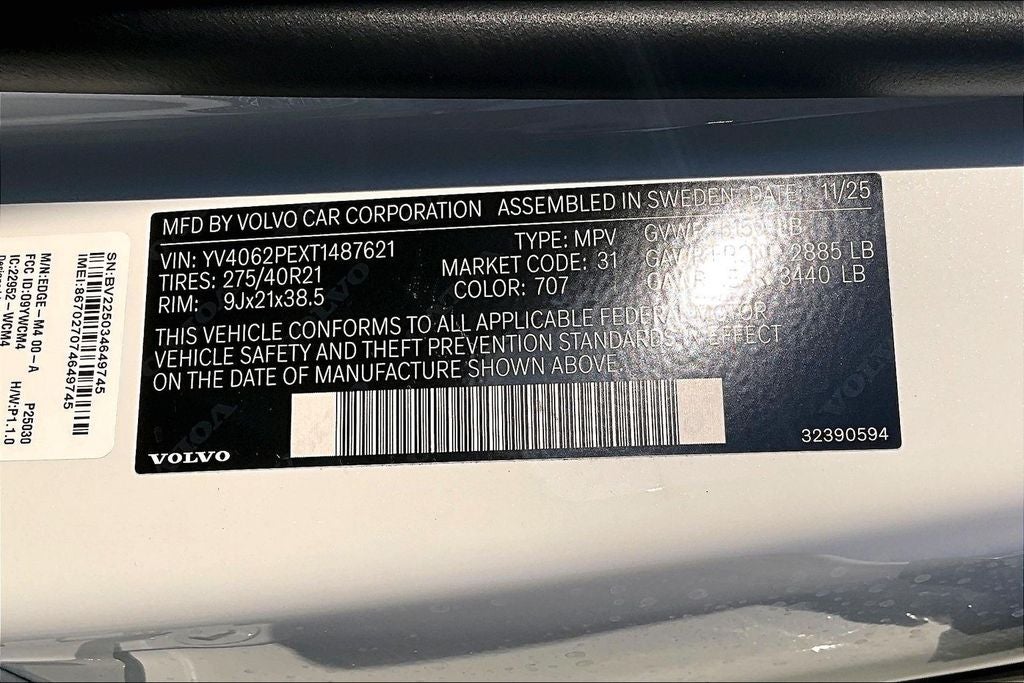 MFD BY VOLVO CAR CORPORATION ASSEMBLED IN SWEDEN DATE 11/25
VIN: YV4062PEXT1487621 TYPE: MPV
TIRES: 275/40R21 MARKET CODE: 31 2885 LB
RIM: 9Jx21x38.5 COLOR: 707 3440 LB
THIS VEHICLE CONFORMS TO ALL APPLICABLE FEDERAL MOTOR
VEHICLE SAFETY AND THEFT PREVENTION STANDARDS IN EFFECT
ON THE DATE OF MANUFACTURE SHOWN ABOVE.
VOLVO 32390594
SN:BV225034649745
IMEI:867027074649745
M/N:EDGE-M4 00-A P25030
FCC ID:09YWCM4 H/W:P1.1.0
IC:22952-WCM4